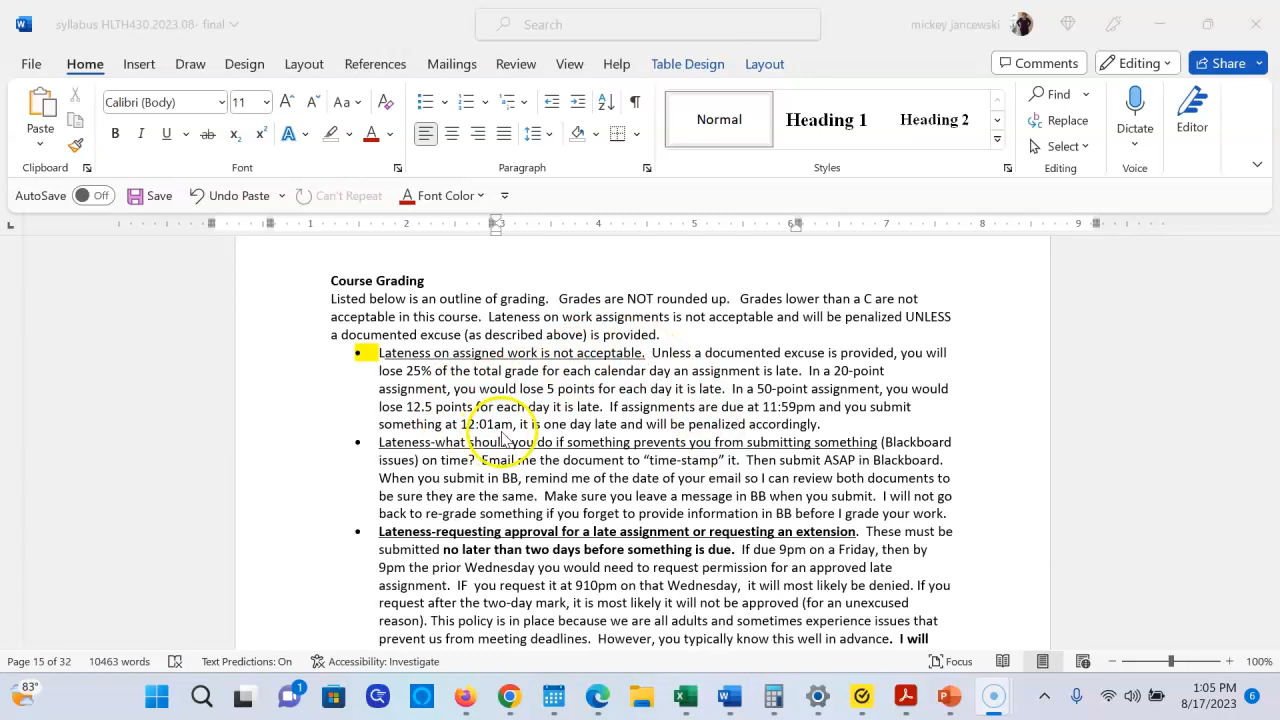 syllabus HLTH430.2023.08- final
Search
mickey jancewski
File Home Insert Draw Design Layout References Mailings Review View Help Table Design Layout
Comments Editing Share
Calibri (Body) 11 Aa
Paste
Normal Heading 1 Heading 2
Find
Replace
Select
Dictate
Editor
Clipboard Font Paragraph Styles Editing Voice
AutoSave Off Save Undo Paste Can't Repeat Font Color
1 2 3 4 5 6 7 8 9
Course Grading
Listed below is an outline of grading. Grades are NOT rounded up. Grades lower than a C are not
acceptable in this course. Lateness on work assignments is not acceptable and will be penalized UNLESS
a documented excuse (as described above) is provided.
• Lateness on assigned work is not acceptable. Unless a documented excuse is provided, you will
lose 25% of the total grade for each calendar day an assignment is late. In a 20-point
assignment, you would lose 5 points for each day it is late. In a 50-point assignment, you would
lose 12.5 points for each day it is late. If assignments are due at 11:59pm and you submit
something at 12:01am, it is one day late and will be penalized accordingly.
• Lateness-what should you do if something prevents you from submitting something (Blackboard
issues) on time? Email me the document to “time-stamp” it. Then submit ASAP in Blackboard.
When you submit in BB, remind me of the date of your email so I can review both documents to
be sure they are the same. Make sure you leave a message in BB when you submit. I will not go
back to re-grade something if you forget to provide information in BB before I grade your work.
• Lateness-requesting approval for a late assignment or requesting an extension. These must be
submitted no later than two days before something is due. If due 9pm on a Friday, then by
9pm the prior Wednesday you would need to request permission for an approved late
assignment. IF you request it at 910pm on that Wednesday, it will most likely be denied. If you
request after the two-day mark, it is most likely it will not be approved (for an unexcused
reason). This policy is in place because we are all adults and sometimes experience issues that
prevent us from meeting deadlines. However, you typically know this well in advance. I will
Page 15 of 32 10463 words Text Predictions: On Accessibility: Investigate Focus 100%
83° 1 1:05 PM
8/17/2023 6